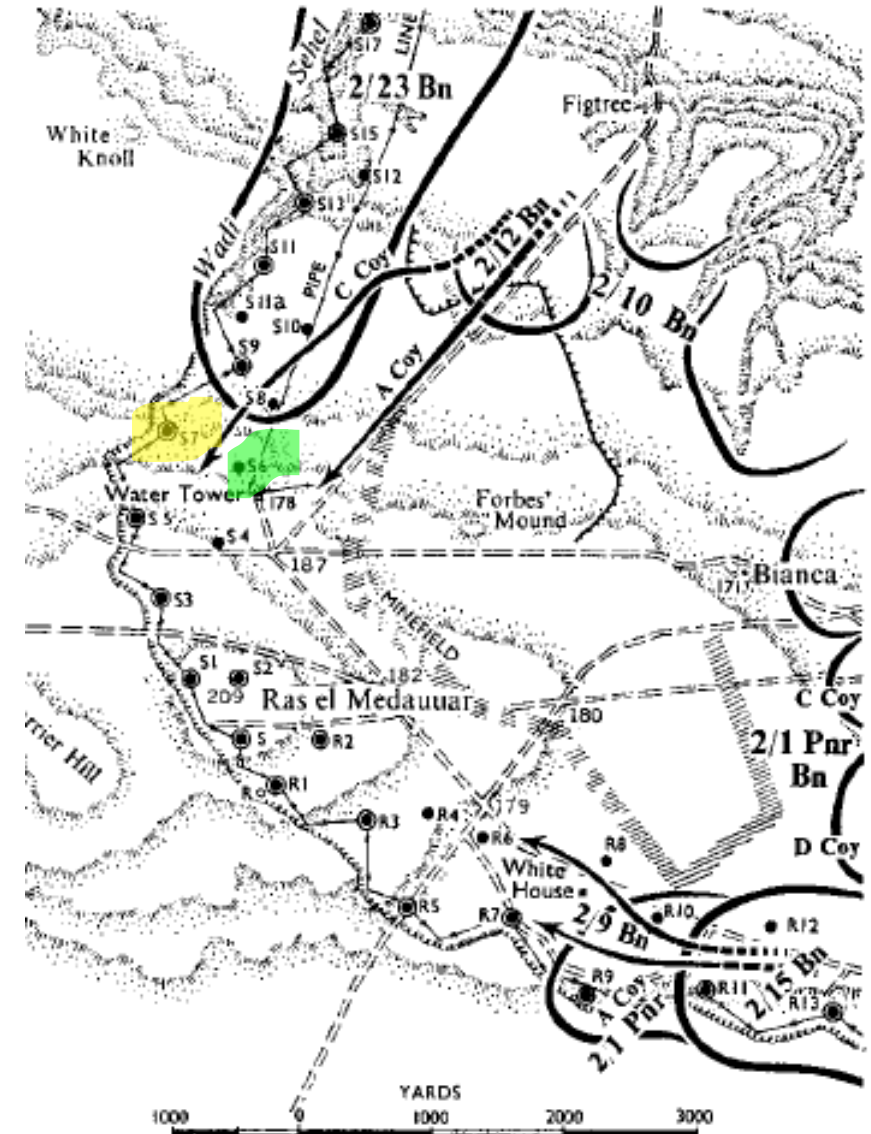 S17
LINE
Sehel
2/23 Bn
Figtree
White
Knoll
S15
S12
S13
Wadi
S11
2/12 Bn
C Coy
PIPE
S11a
S10
2/10 Bn
S9
A Coy
S8
S7
S6
Water Tower
178
Forbes'
Mound
S5
S4
187
171
Bianca
S3
MINEFIELD
S1
S2
182
209
Ras el Medauuar
C Coy
180
S
R2
2/1 Pnr
Bn
rrier Hill
Ro
R1
179
R3
R4
R6
R8
D Coy
White
House
R5
R7
2/9 Bn
R10
R12
R9
A Coy
2/1 Pnr
R11
2/15 Bn
R13
YARDS
1000
0
1000
2000
3000